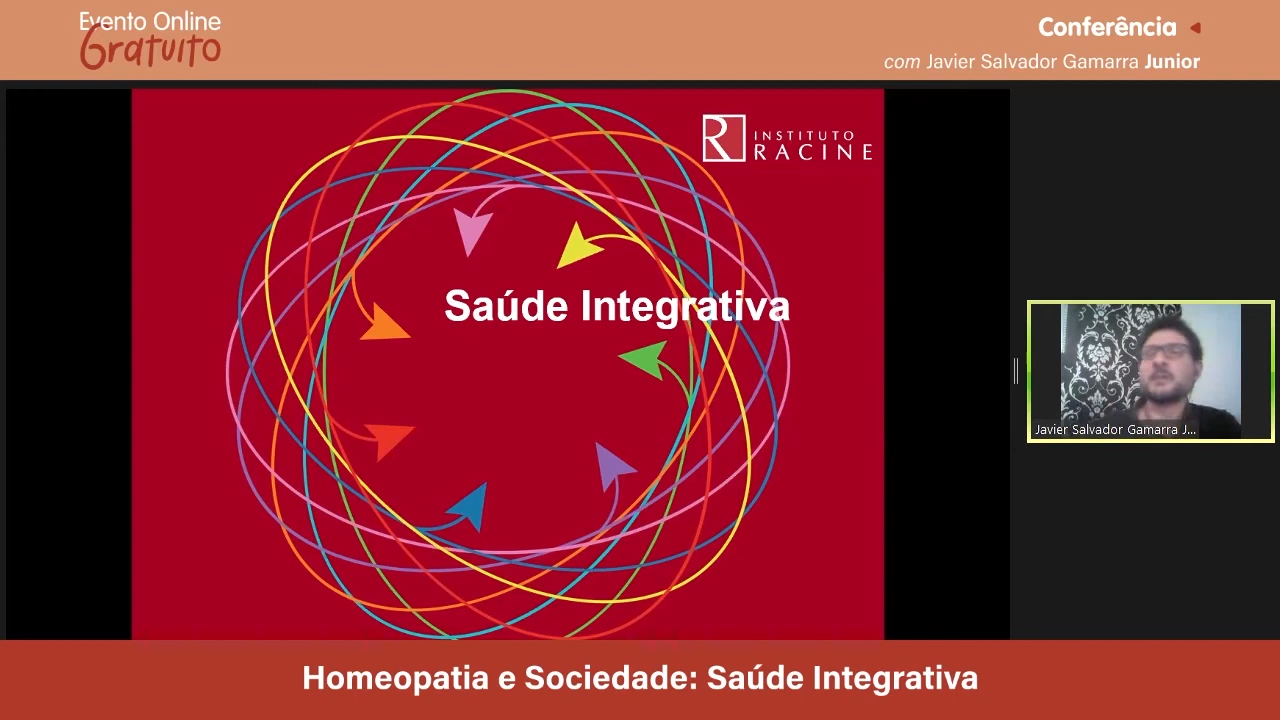 Evento Online
Gratuito
Conferência
com Javier Salvador Gamarra Junior
R INSTITUTO
RACINE
Saúde Integrativa
Javier Salvador Gamarra J...
Homeopatia e Sociedade: Saúde Integrativa